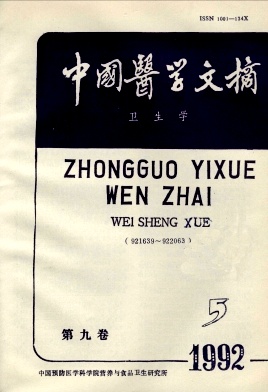 ISSN 1001—134X
中國醫学文摘
卫生学
ZHONGGUO YIXUE
WEN ZHAI
WEI SHENG XUE
(921639~922063)
5
第九卷
1992
中国预防医学科学院营养与食品卫生研究所